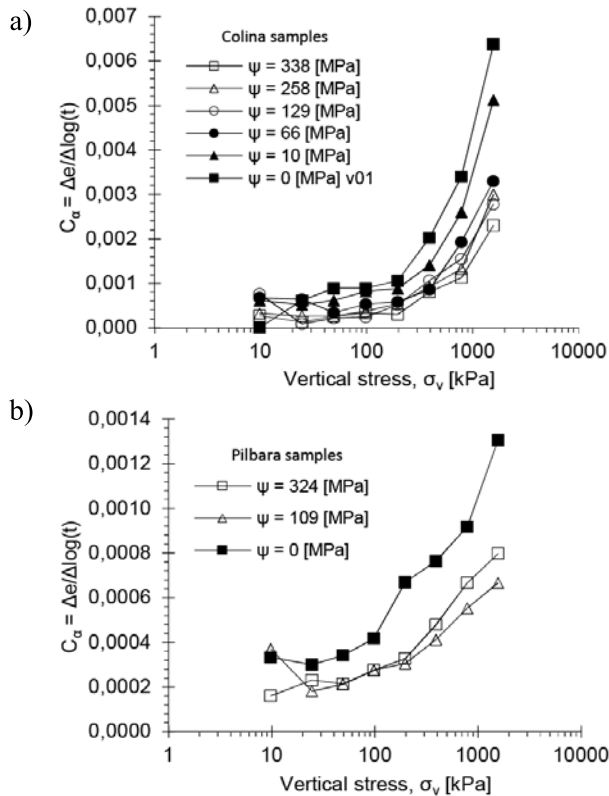 a)
Colina samples
ψ = 338 [MPa]
ψ = 258 [MPa]
ψ = 129 [MPa]
ψ = 66 [MPa]
ψ = 10 [MPa]
ψ = 0 [MPa] v01
0,007
0,006
0,005
0,004
0,003
0,002
0,001
0,000
Cα = Δe/Δlog(t)
1
10
100
1000
10000
Vertical stress, σv [kPa]
b)
Pilbara samples
ψ = 324 [MPa]
ψ = 109 [MPa]
ψ = 0 [MPa]
0,0014
0,0012
0,0010
0,0008
0,0006
0,0004
0,0002
0,0000
Cα = Δe/Δlog(t)
1
10
100
1000
10000
Vertical stress, σv [kPa]